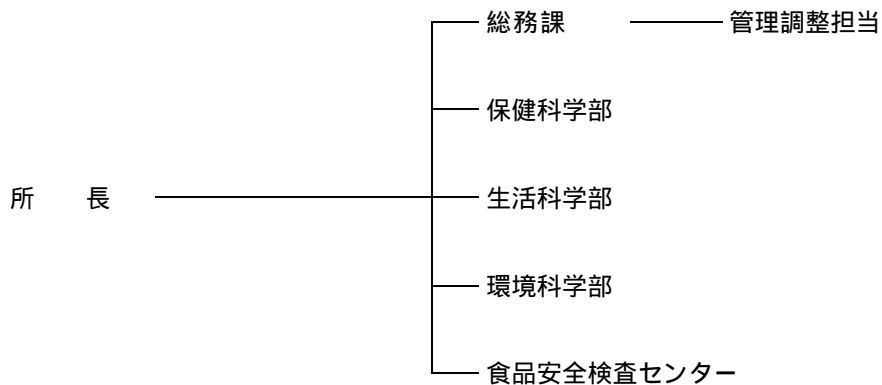 総務課 管理調整担当
保健科学部
所 長
生活科学部
環境科学部
食品安全検査センター